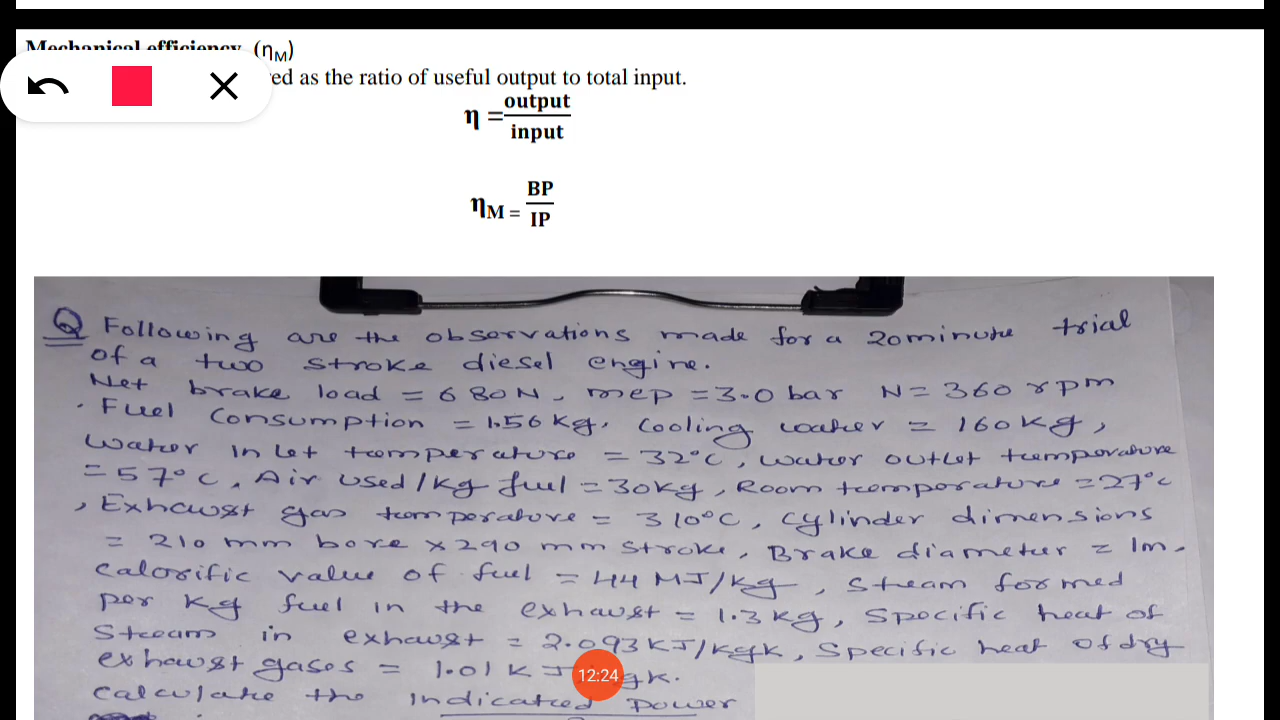 Mechanical efficiency (ηM)
ed as the ratio of useful output to total input.
η = output
input
ηM = BP
IP
Q Following are the observations made for a 20 minute trial
of a two stroke diesel engine.
Net brake load = 680N, mep = 3.0 bar N = 360 rpm
Fuel Consumption = 1.56 kg, Cooling water = 160 kg,
water inlet temperature = 32°C, water outlet temperature
= 57°C, Air used/kg fuel = 30kg, Room temperature = 27°C
, Exhaust gas temperature = 310°C, cylinder dimensions
= 210 mm bore x 290 mm stroke, Brake diameter = 1m.
Calorific value of fuel = 44 MJ/kg, Steam formed
per kg fuel in the exhaust = 1.3 kg, Specific heat of
Steam in exhaust = 2.093 KJ/kgK, Specific heat of dry
exhaust gases = 1.01 KJ gK.
12:24
Calculate the indicated power